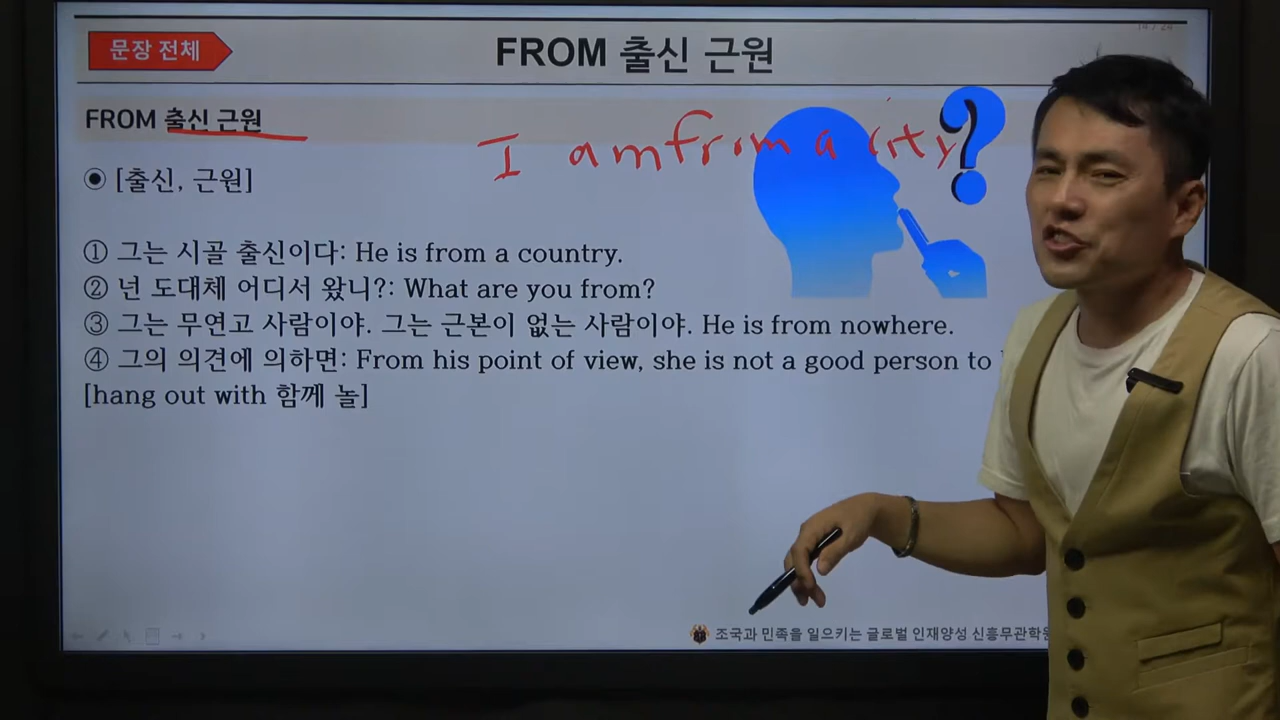 문장 전체
FROM 출신 근원
FROM 출신 근원
I am from a city
◉ [출신, 근원]
① 그는 시골 출신이다: He is from a country.
② 넌 도대체 어디서 왔니?: What are you from?
③ 그는 무연고 사람이야. 그는 근본이 없는 사람이야. He is from nowhere.
④ 그의 의견에 의하면: From his point of view, she is not a good person to
[hang out with 함께 놀]
조국과 민족을 일으키는 글로벌 인재양성 신흥무관학원